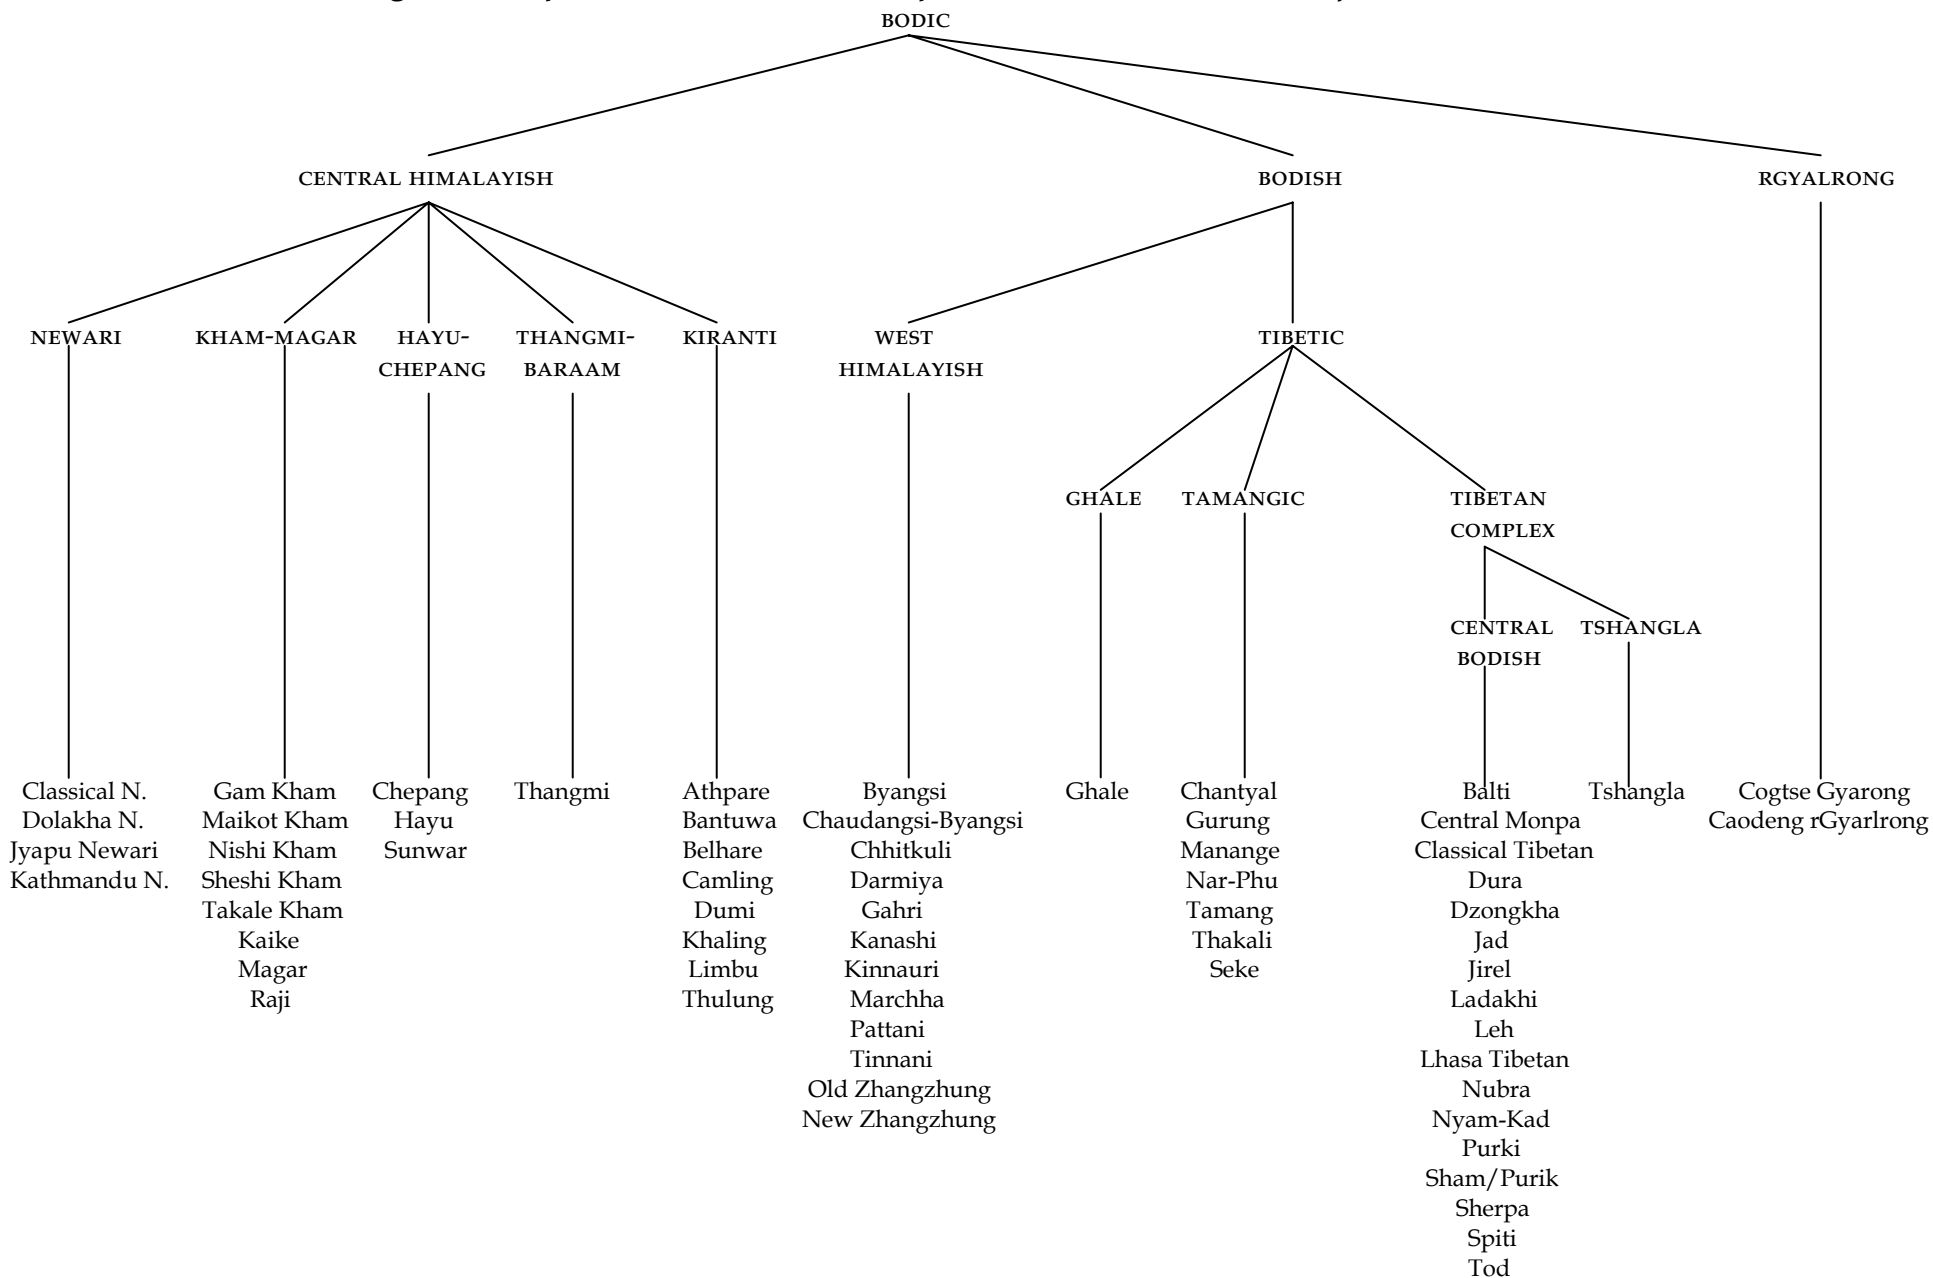 BODIC
CENTRAL HIMALAYISH
BODISH
RGYALRONG
NEWARI
KHAM-MAGAR
HAYU-
CHEPANG
THANGMI-
BARAAM
KIRANTI
WEST
HIMALAYISH
TIBETIC
GHALE
TAMANGIC
TIBETAN
COMPLEX
CENTRAL
BODISH
TSHANGLA
Classical N.
Dolakha N.
Jyapu Newari
Kathmandu N.
Gam Kham
Maikot Kham
Nishi Kham
Sheshi Kham
Takale Kham
Kaike
Magar
Raji
Chepang
Hayu
Sunwar
Thangmi
Athpare
Bantuwa
Belhare
Camling
Dumi
Khaling
Limbu
Thulung
Byangsi
Chaudangsi-Byangsi
Chhitkuli
Darmiya
Gahri
Kanashi
Kinnauri
Marchha
Pattani
Tinnani
Old Zhangzhung
New Zhangzhung
Ghale
Chantyal
Gurung
Manange
Nar-Phu
Tamang
Thakali
Seke
Balti
Central Monpa
Classical Tibetan
Dura
Dzongkha
Jad
Jirel
Ladakhi
Leh
Lhasa Tibetan
Nubra
Nyam-Kad
Purki
Sham/Purik
Sherpa
Spiti
Tod
Tshangla
Cogtse Gyarong
Caodeng rGyarlrong